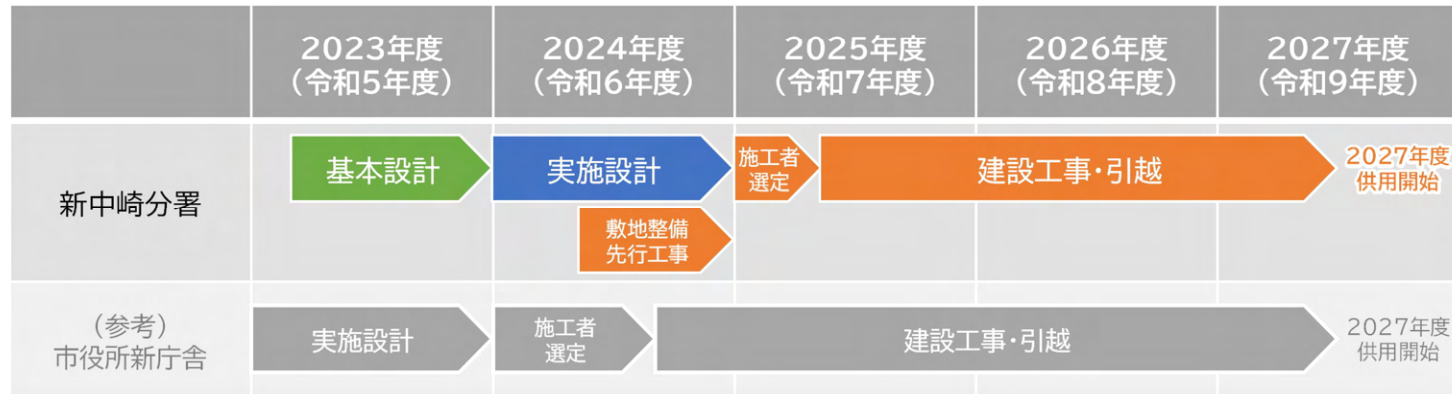 2023年度
(令和5年度)
2024年度
(令和6年度)
2025年度
(令和7年度)
2026年度
(令和8年度)
2027年度
(令和9年度)
新中崎分署
基本設計
実施設計
施工者
選定
建設工事・引越
2027年度
供用開始
敷地整備
先行工事
(参考)
市役所新庁舎
実施設計
施工者
選定
建設工事・引越
2027年度
供用開始